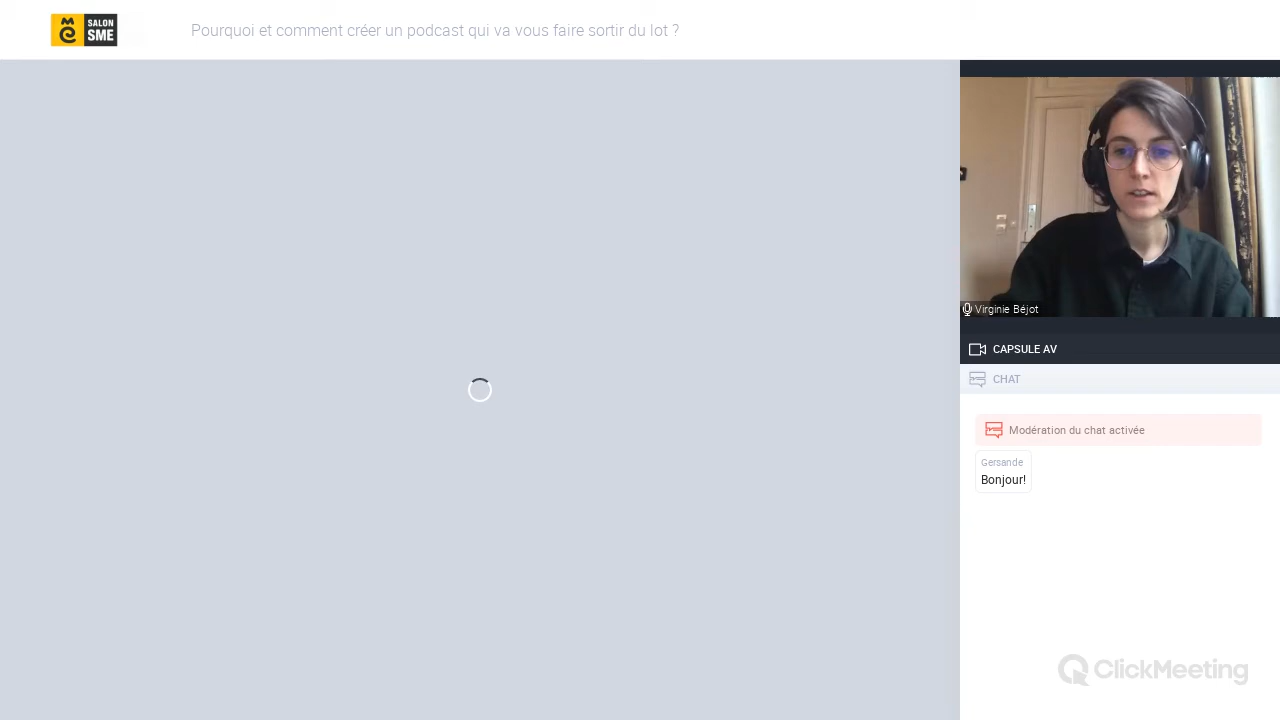 SALON
SME
Pourquoi et comment créer un podcast qui va vous faire sortir du lot ?
Virginie Béjot
CAPSULE AV
CHAT
Modération du chat activée
Gersande
Bonjour!
ClickMeeting